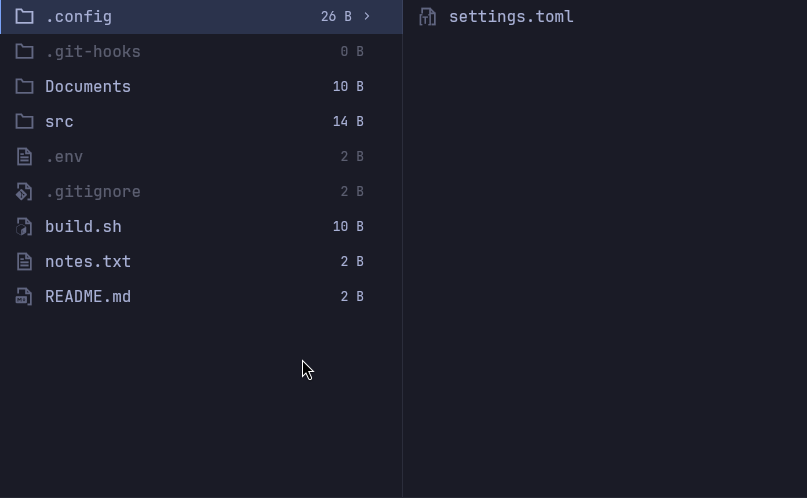 .config 26 B >
.git-hooks 0 B
Documents 10 B
src 14 B
.env 2 B
.gitignore 2 B
build.sh 10 B
notes.txt 2 B
README.md 2 B
settings.toml